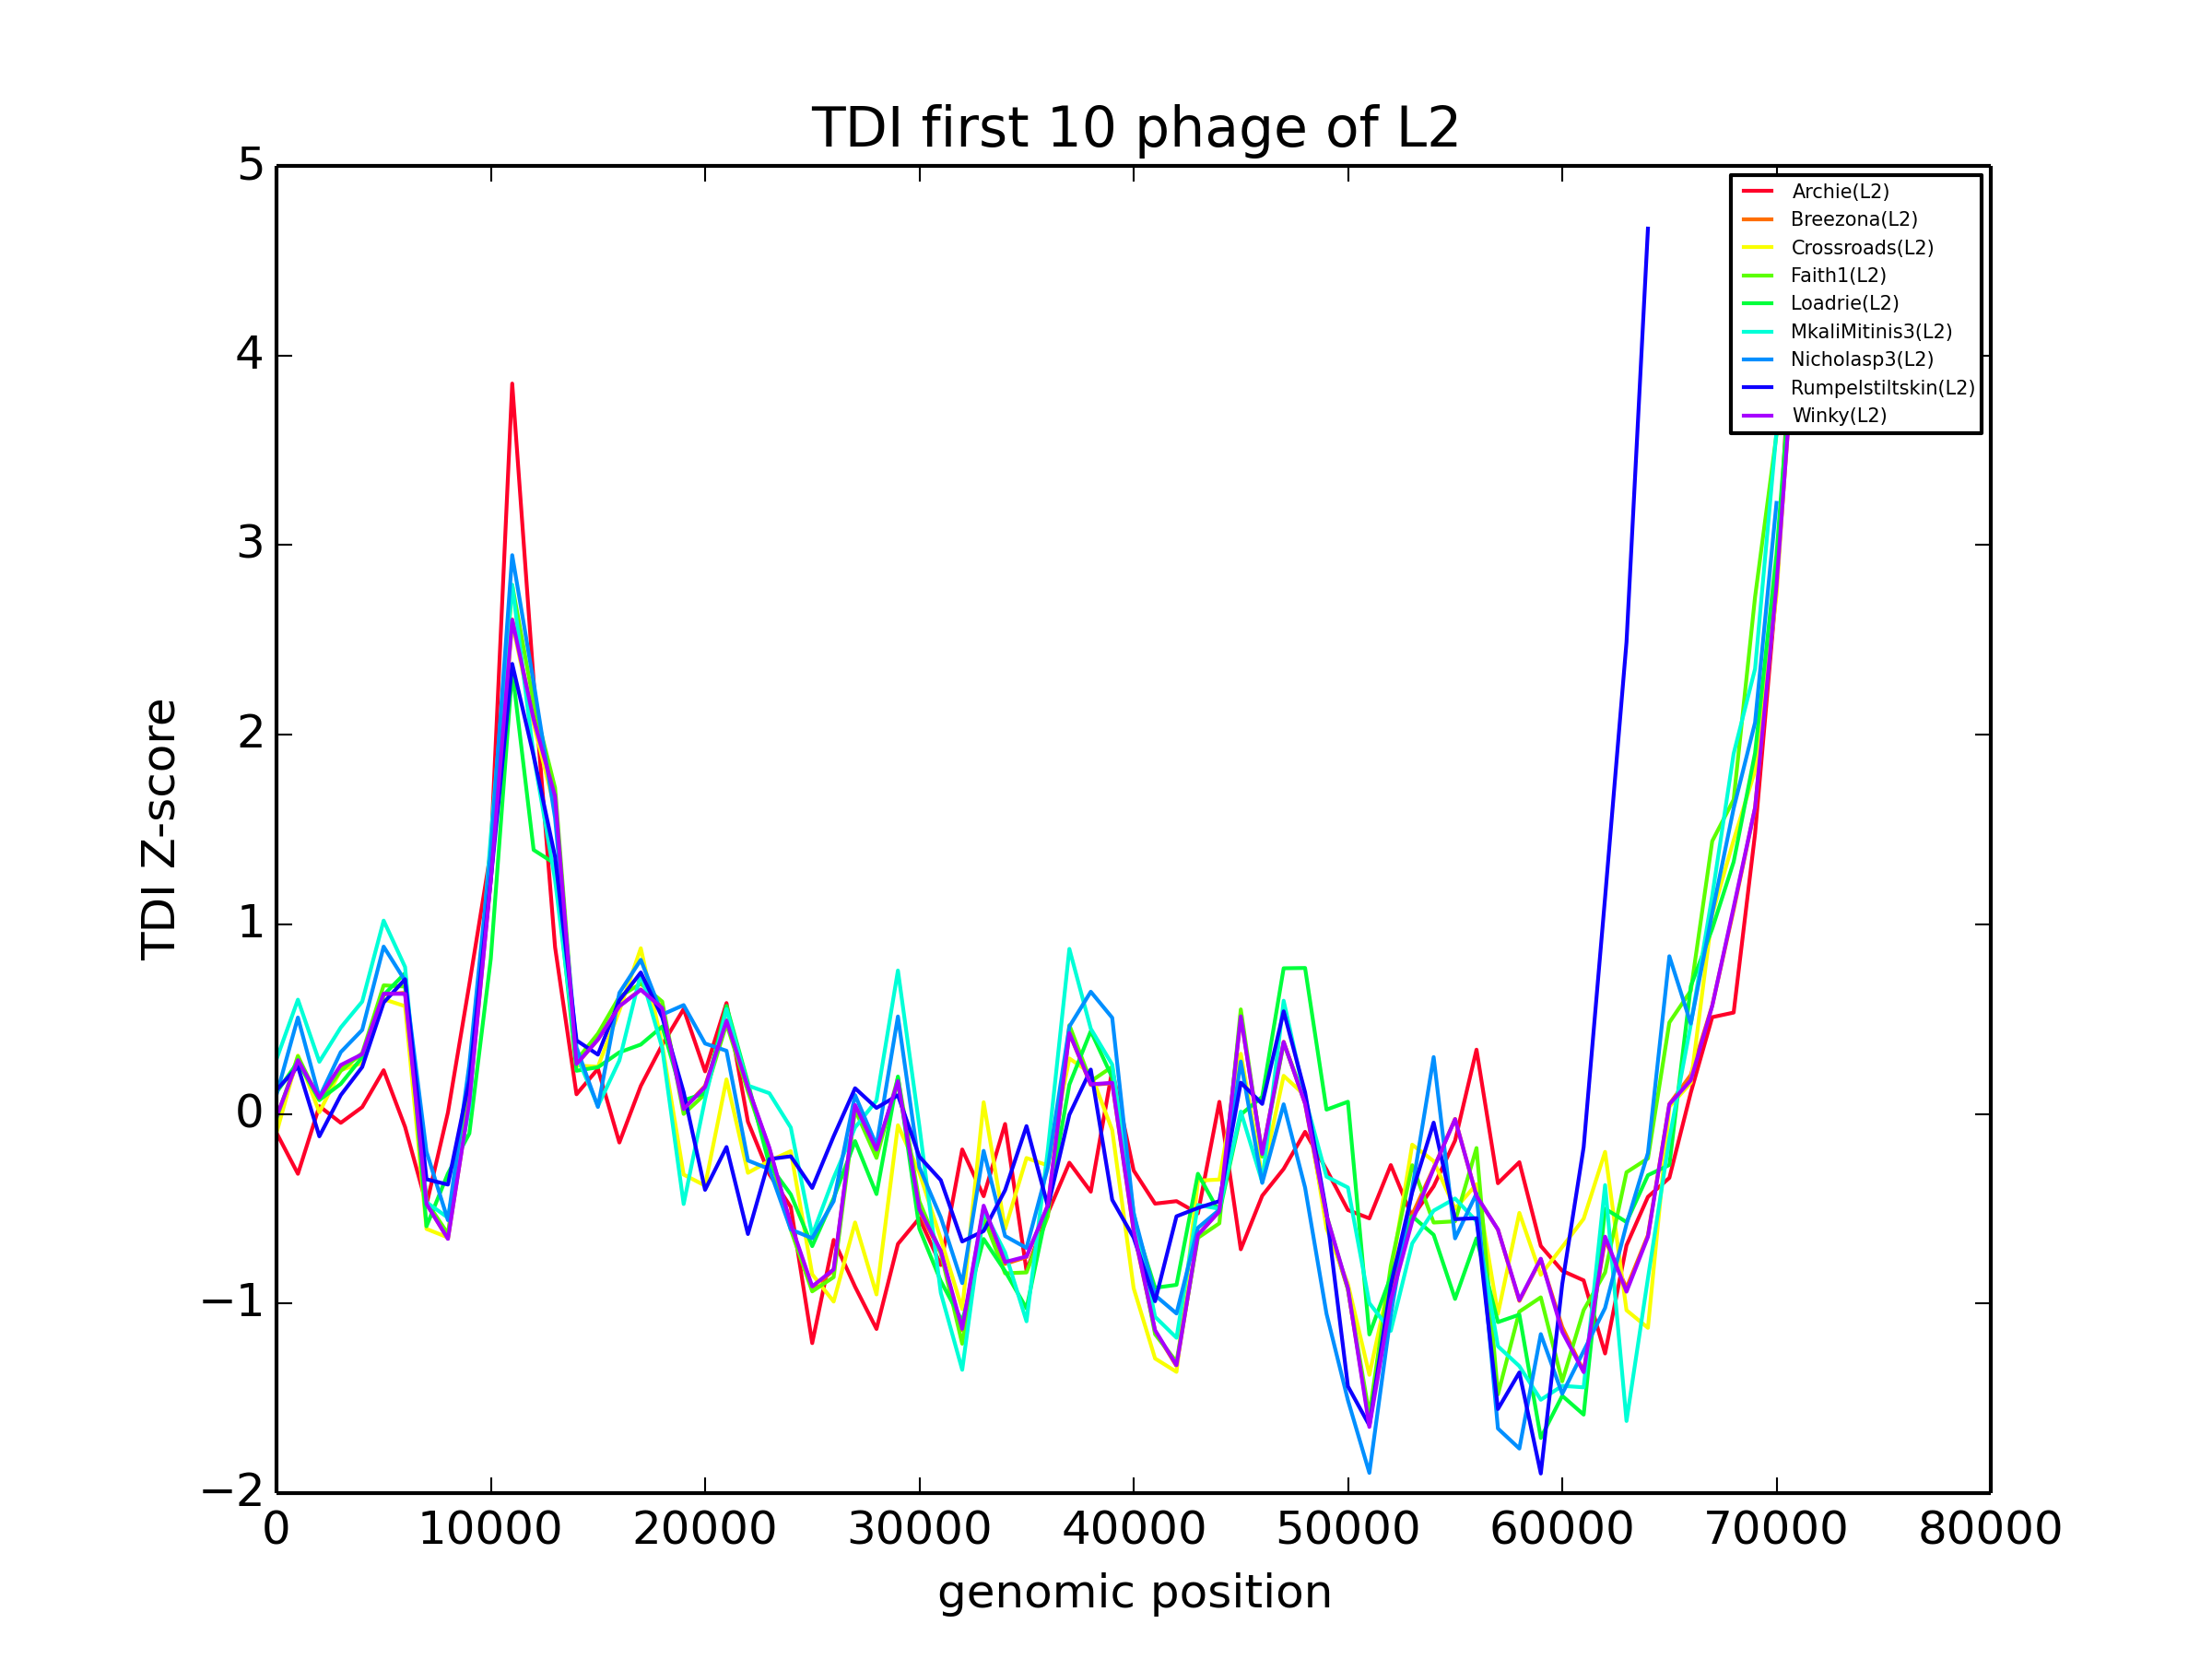 TDI first 10 phage of L2
5
4
3
2
1
0
−1
−2
TDI Z-score
Archie(L2)
Breezona(L2)
Crossroads(L2)
Faith1(L2)
Loadrie(L2)
MkaliMitinis3(L2)
Nicholasp3(L2)
Rumpelstiltskin(L2)
Winky(L2)
0 10000 20000 30000 40000 50000 60000 70000 80000
genomic position